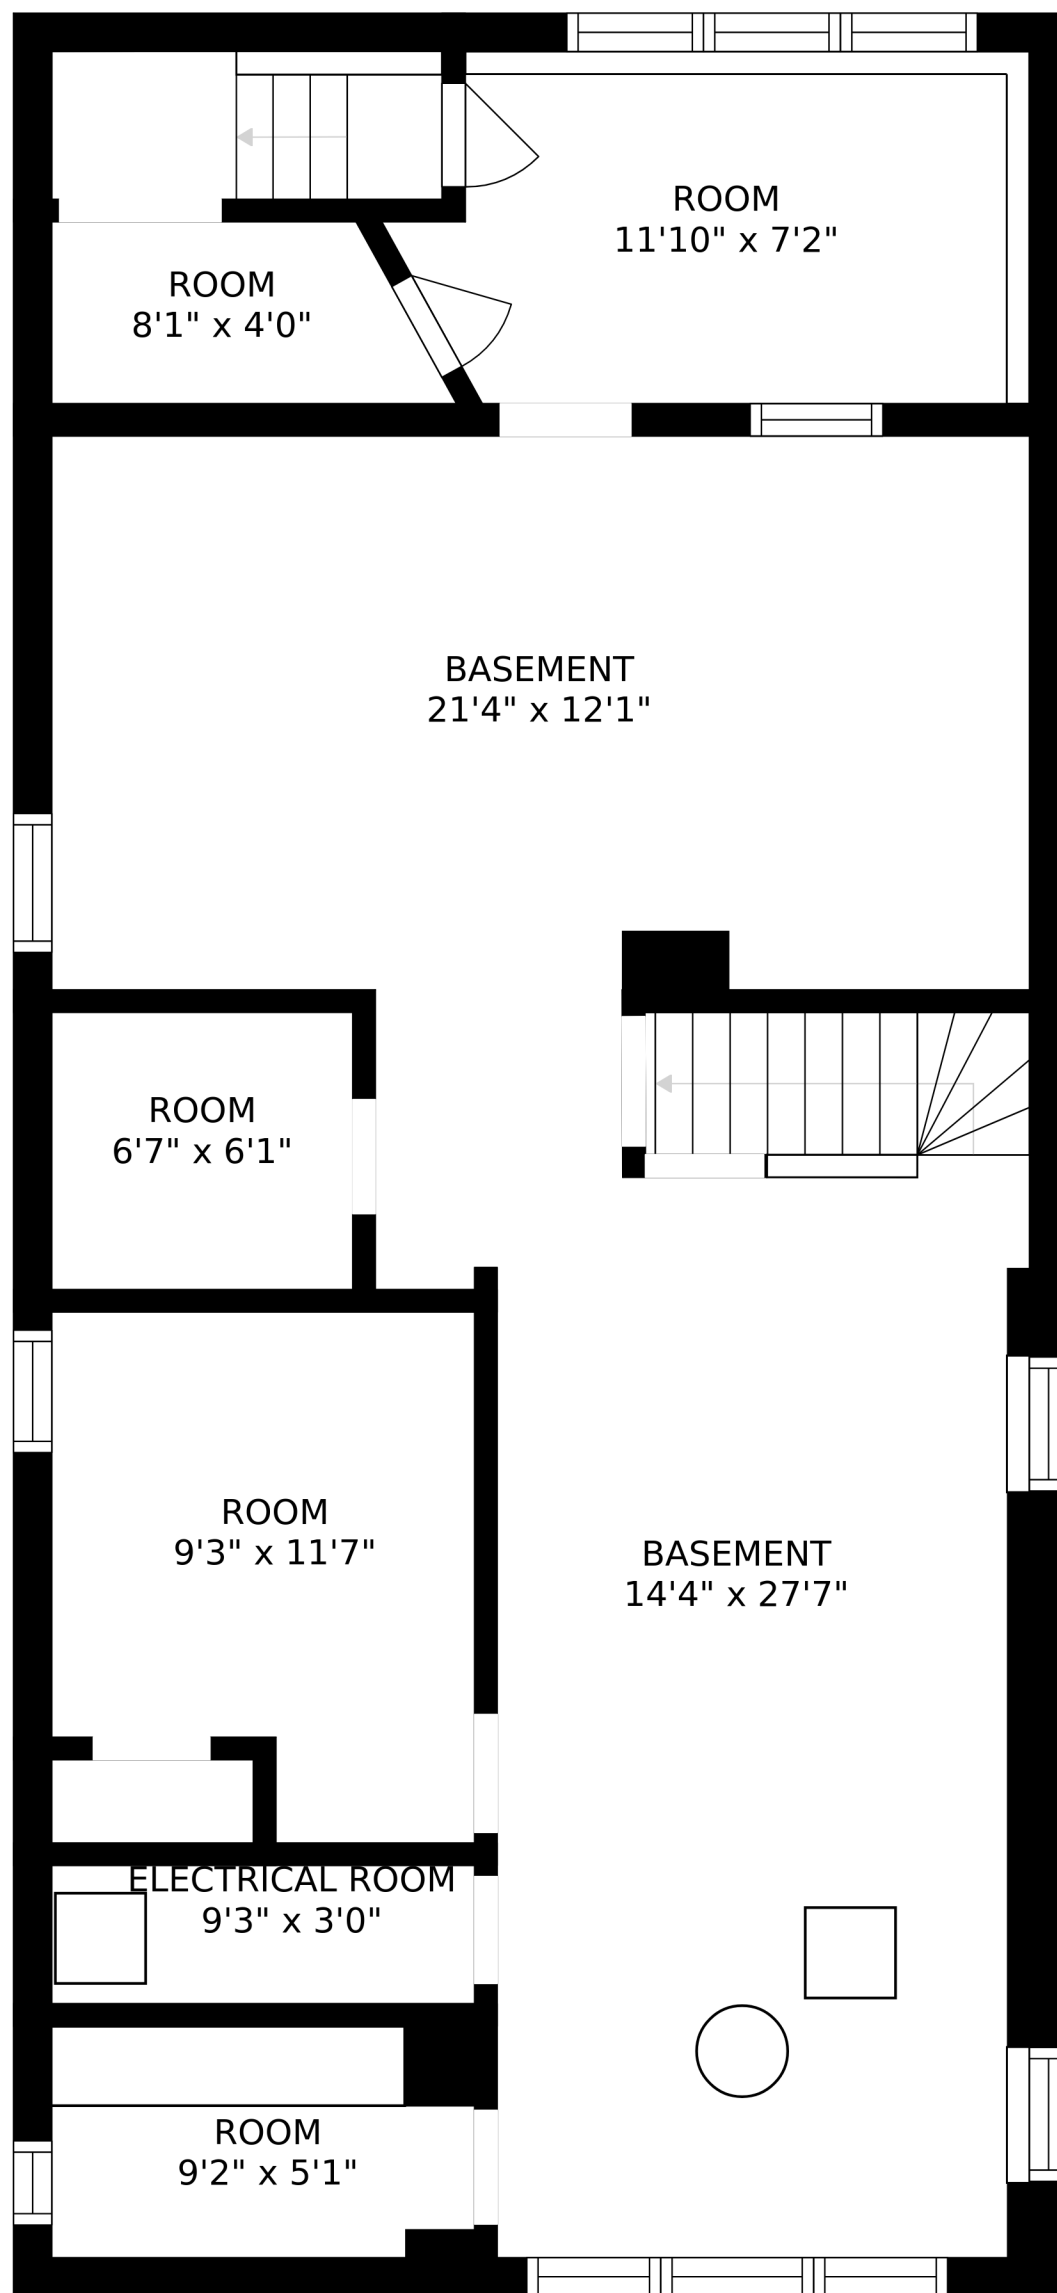 ROOM
11'10" x 7'2"
ROOM
8'1" x 4'0"
BASEMENT
21'4" x 12'1"
ROOM
6'7" x 6'1"
ROOM
9'3" x 11'7"
BASEMENT
14'4" x 27'7"
ELECTRICAL ROOM
9'3" x 3'0"
ROOM
9'2" x 5'1"